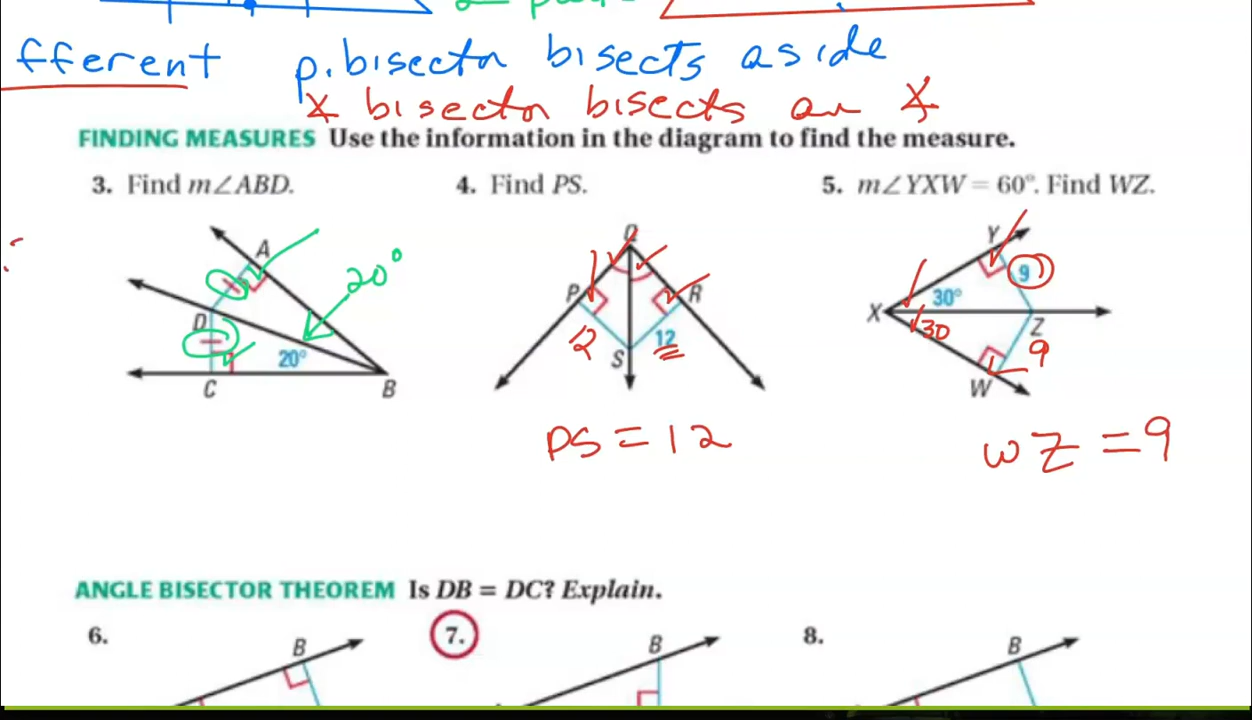 fferent p. bisector bisects a side
∡ bisector bisects an ∡
FINDING MEASURES Use the information in the diagram to find the measure.
3. Find m∠ABD. 4. Find PS. 5. m∠YXW = 60°. Find WZ.
A
D
C
B
20°
20°
Q
P
R
S
12
12
Y
X
Z
W
9
30°
30
9
PS = 12
WZ = 9
ANGLE BISECTOR THEOREM Is DB = DC? Explain.
6. 7. 8.
B B B